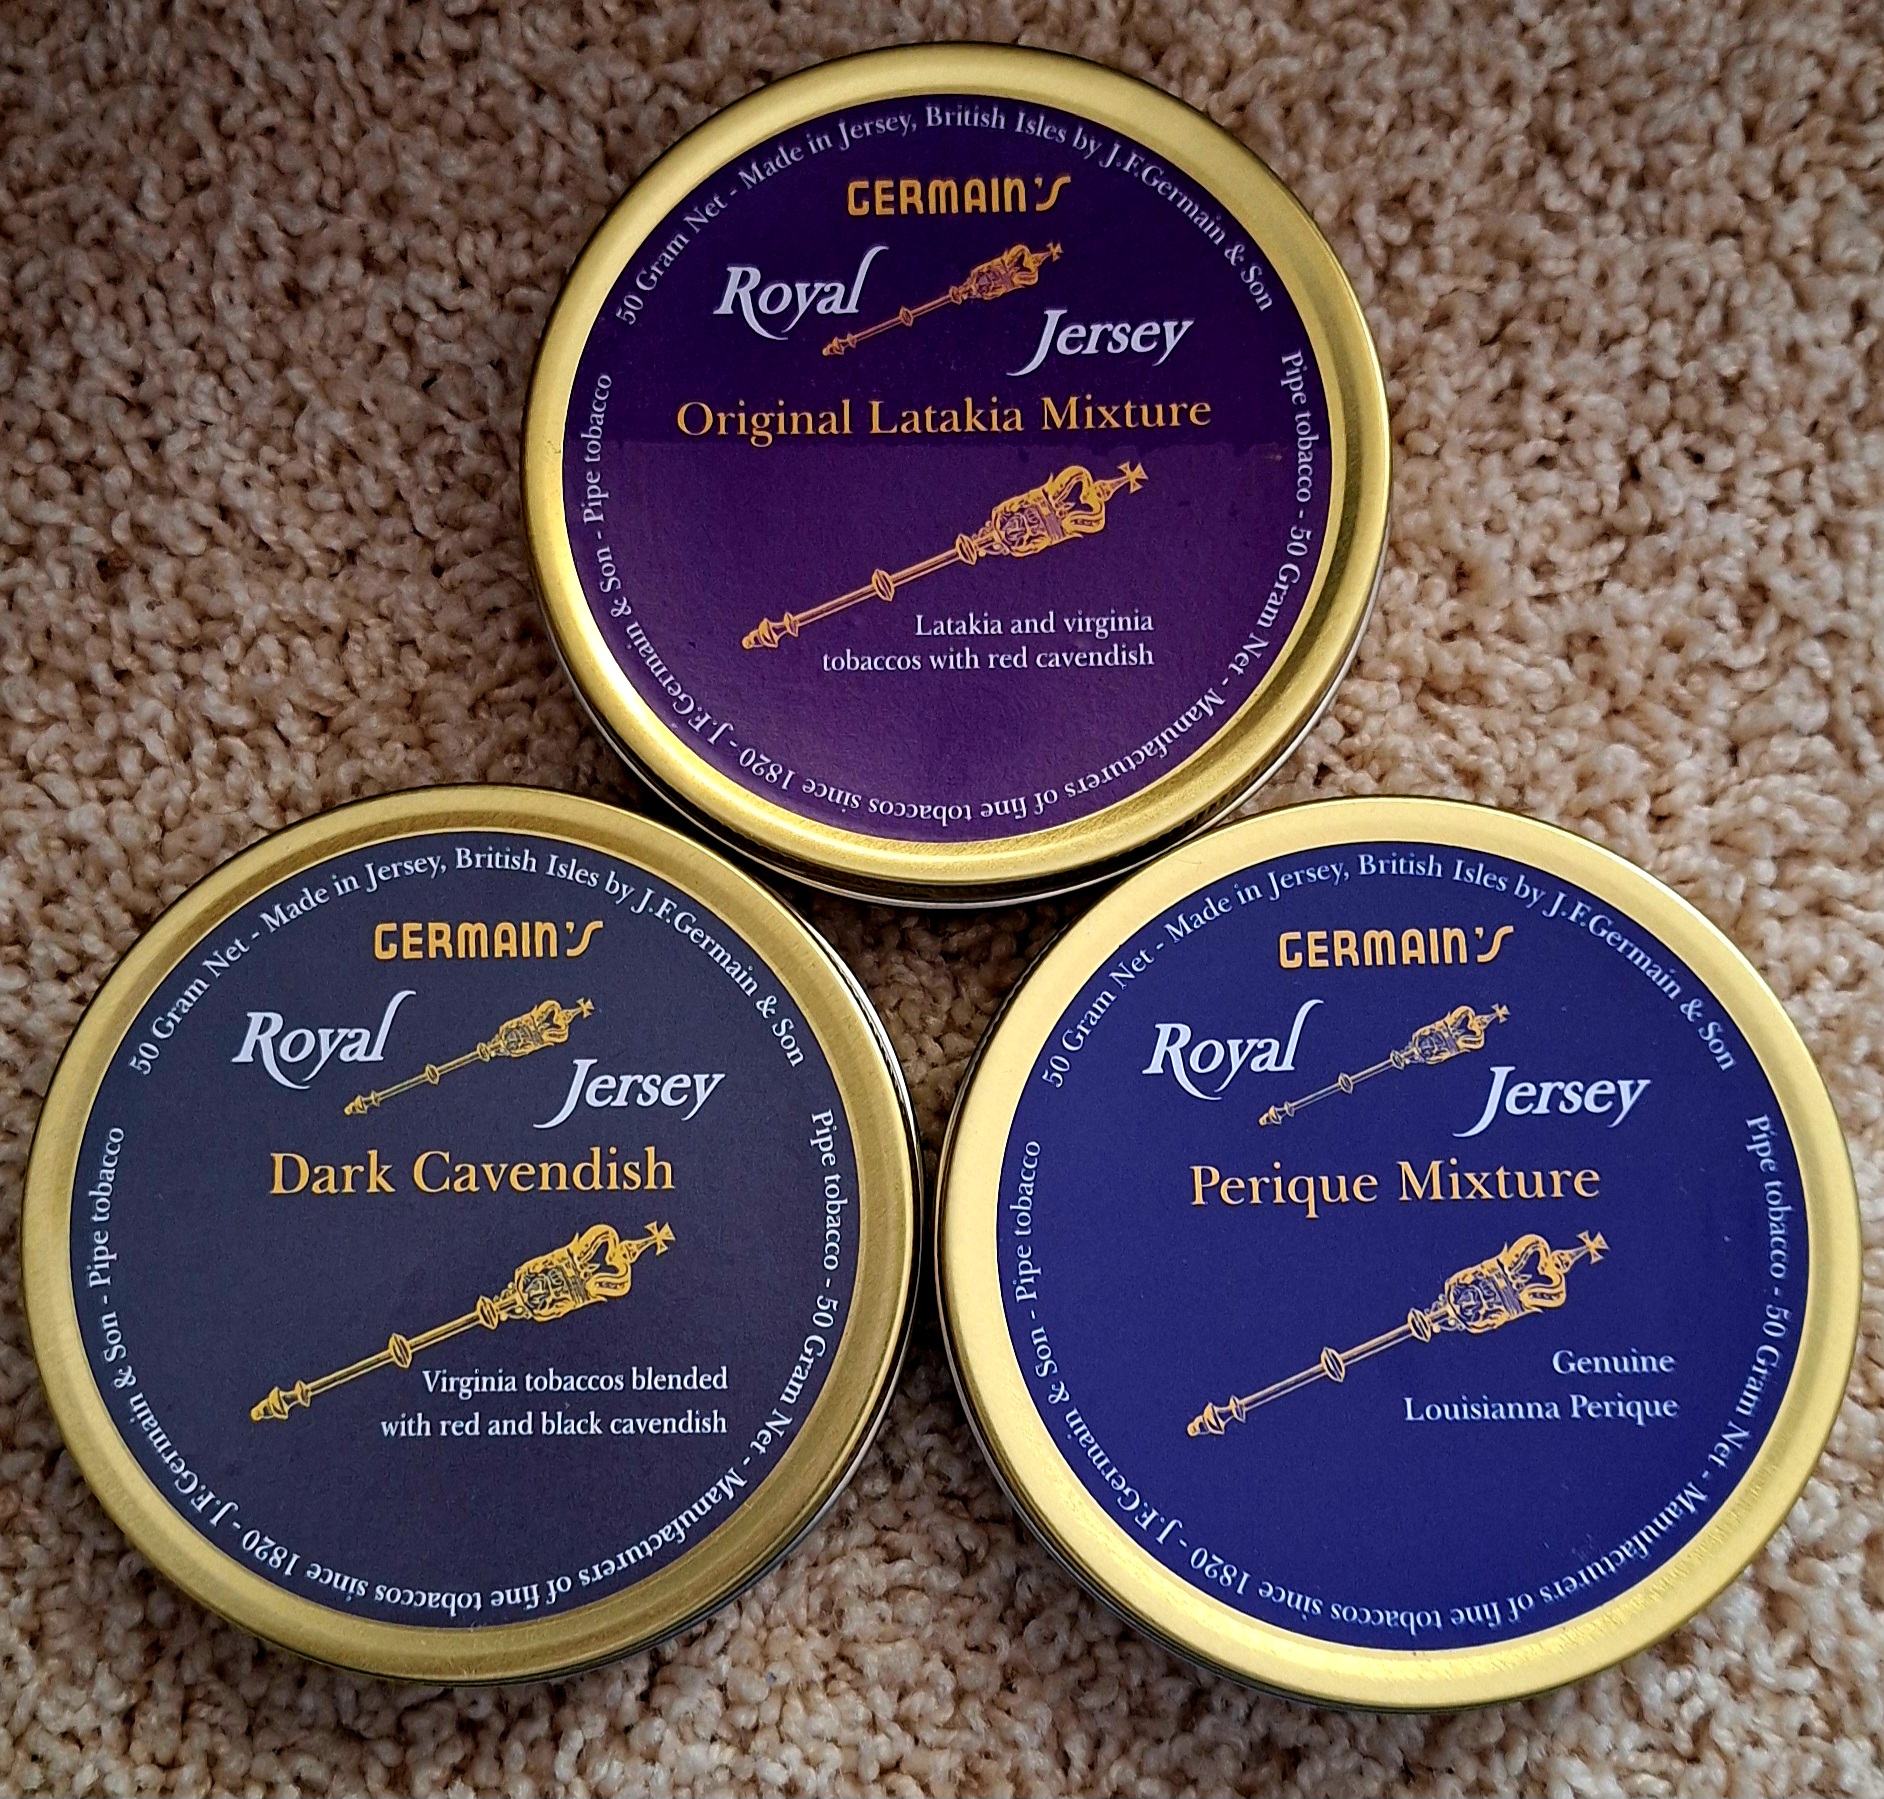 50 Gram Net - Made in Jersey, British Isles by J.F.Germain & Son
GERMAIN'S
Royal
Jersey
Original Latakia Mixture
Latakia and virginia
tobaccos with red cavendish
Pipe tobacco - 50 Gram Net - Manufacturers of fine tobaccos since 1820 - J.F.Germain & Son - Pipe tobacco
50 Gram Net - Made in Jersey, British Isles by J.F.Germain & Son
GERMAIN'S
Royal
Jersey
Dark Cavendish
Virginia tobaccos blended
with red and black cavendish
Pipe tobacco - 50 Gram Net - Manufacturers of fine tobaccos since 1820 - J.F.Germain & Son - Pipe tobacco
50 Gram Net - Made in Jersey, British Isles by J.F.Germain & Son
GERMAIN'S
Royal
Jersey
Perique Mixture
Genuine
Louisianna Perique
Pipe tobacco - 50 Gram Net - Manufacturers of fine tobaccos since 1820 - J.F.Germain & Son - Pipe tobacco